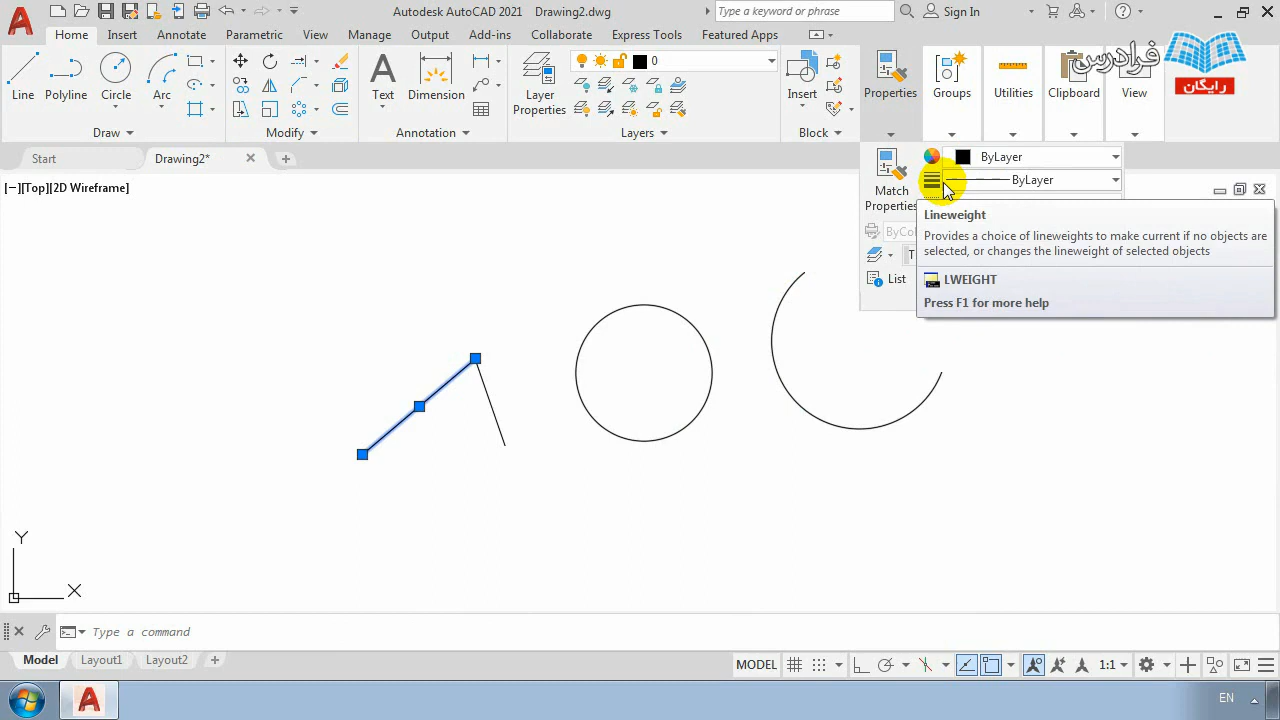 Autodesk AutoCAD 2021 Drawing2.dwg
Type a keyword or phrase
Sign In
Home Insert Annotate Parametric View Manage Output Add-ins Collaborate Express Tools Featured Apps
فرادرس
رایگان
0
Line Polyline Circle Arc
Text Dimension
Layer
Properties
Insert
Properties Groups Utilities Clipboard View
Draw Modify Annotation Layers Block
Start Drawing2*
[−][Top][2D Wireframe]
Match
Properties
ByLayer
ByLayer
ByCol
T
List
Lineweight
Provides a choice of lineweights to make current if no objects are
selected, or changes the lineweight of selected objects
LWEIGHT
Press F1 for more help
Y
X
Type a command
Model Layout1 Layout2
MODEL 1:1
EN